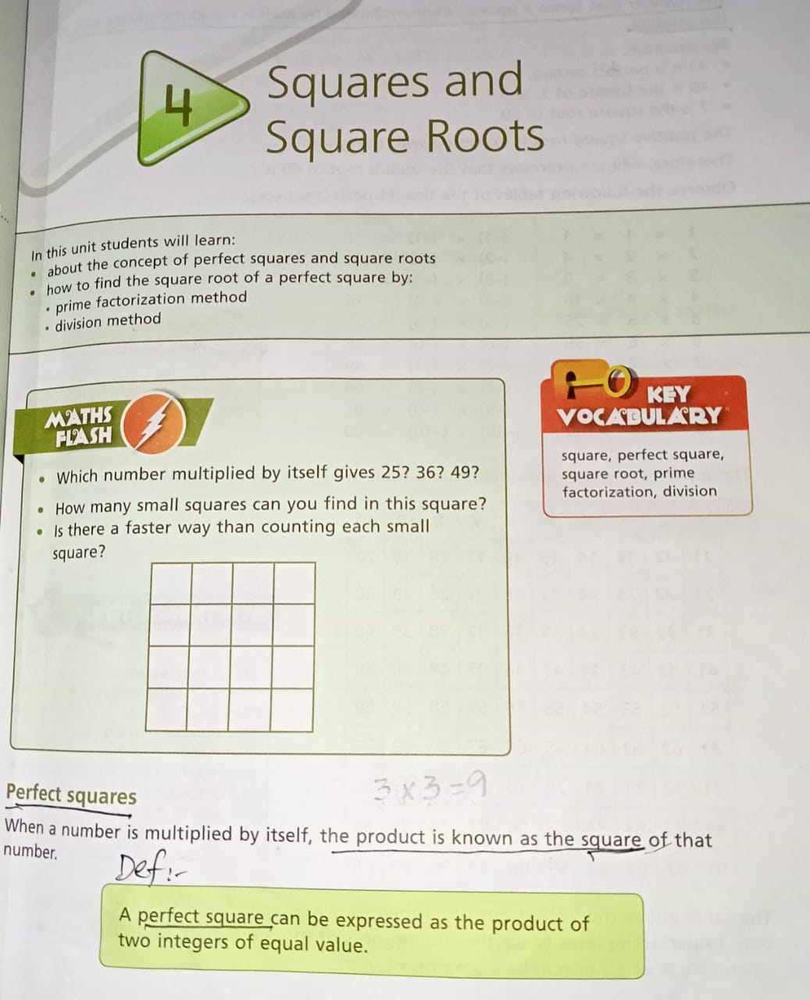 4
Squares and
Square Roots
In this unit students will learn:
• about the concept of perfect squares and square roots
• how to find the square root of a perfect square by:
• prime factorization method
• division method
MATHS
FLASH
• Which number multiplied by itself gives 25? 36? 49?
• How many small squares can you find in this square?
• Is there a faster way than counting each small
square?
KEY
VOCABULARY
square, perfect square,
square root, prime
factorization, division
3 x 3 = 9
Perfect squares
When a number is multiplied by itself, the product is known as the square of that
number.
Def:-
A perfect square can be expressed as the product of
two integers of equal value.